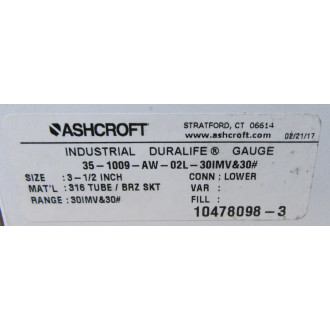 ASHCROFT
STRATFORD, CT 06614
www.ashcroft.com
02/21/17
INDUSTRIAL DURALIFE® GAUGE
35-1009-AW-02L-30IMV&30#
SIZE : 3-1/2 INCH CONN : LOWER
MAT'L : 316 TUBE / BRZ SKT VAR :
RANGE : 30IMV&30# FILL :
10478098-3